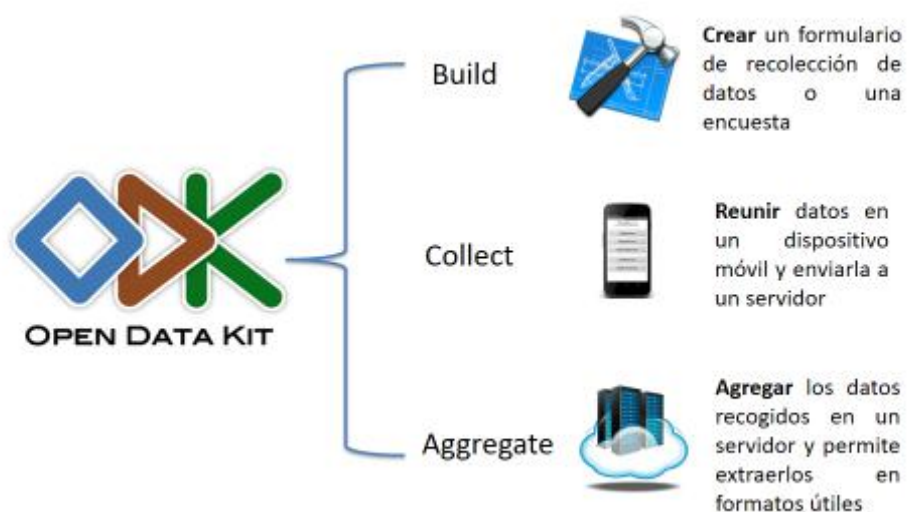 Build
Crear un formulario
de recolección de
datos o una
encuesta
ODK
OPEN DATA KIT
Collect
Reunir datos en
un dispositivo
móvil y enviarla a
un servidor
Aggregate
Agregar los datos
recogidos en un
servidor y permite
extraerlos en
formatos útiles